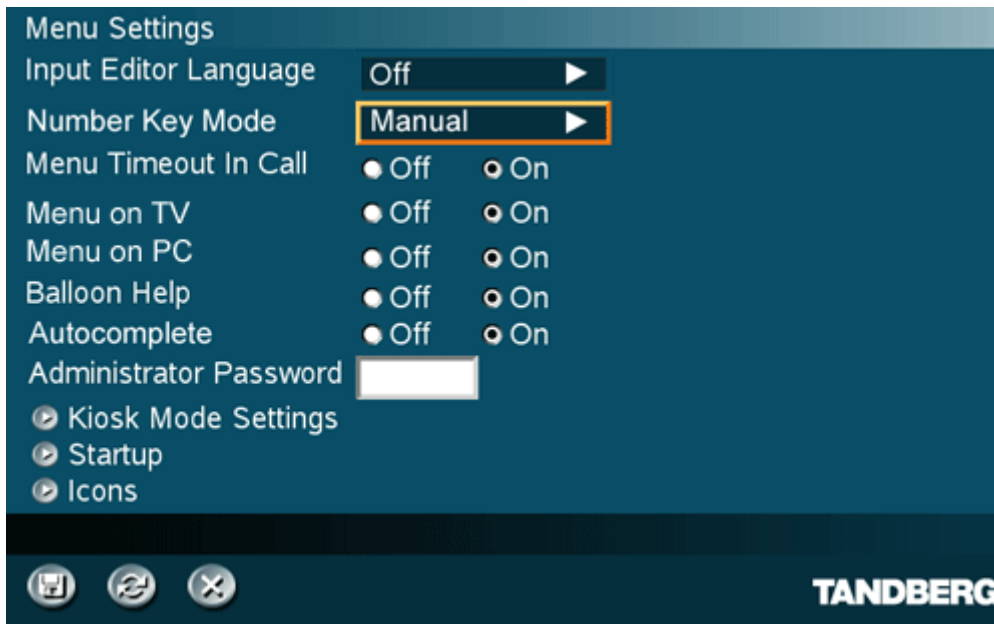 Menu Settings
Input Editor Language Off
Number Key Mode Manual
Menu Timeout In Call Off On
Menu on TV Off On
Menu on PC Off On
Balloon Help Off On
Autocomplete Off On
Administrator Password
Kiosk Mode Settings
Startup
Icons
TANDBERG